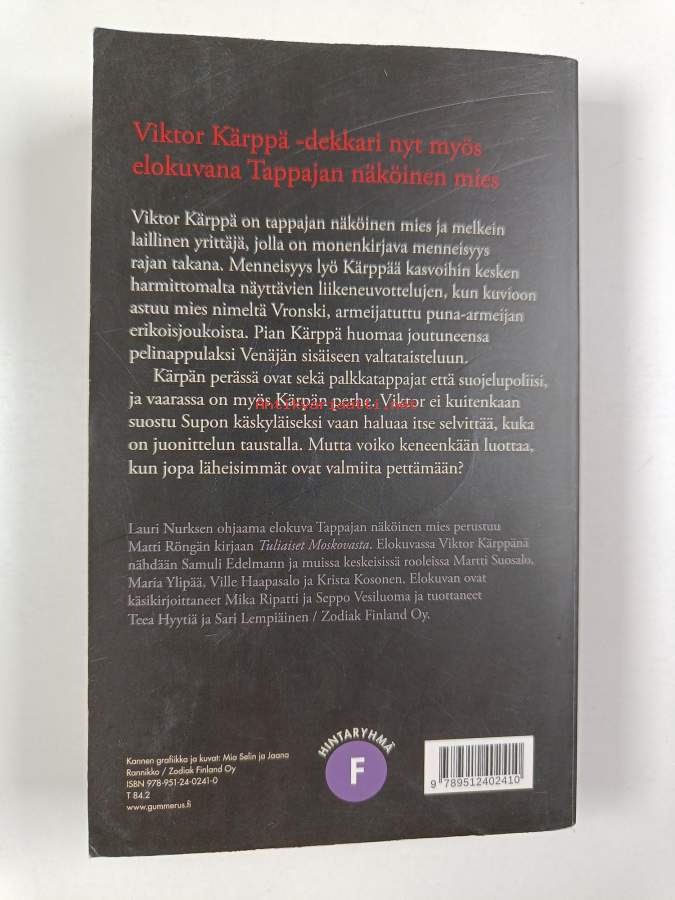 Viktor Kärppä -dekkari nyt myös
elokuvana Tappajan näköinen mies
Viktor Kärppä on tappajan näköinen mies ja melkein
laillinen yrittäjä, jolla on monenkirjava menneisyys
rajan takana. Menneisyys lyö Kärppää kasvoihin kesken
harmittomalta näyttävien liikeneuvottelujen, kun kuvioon
astuu mies nimeltä Vronski, armeijatuttu puna-armeijan
erikoisjoukoista. Pian Kärppä huomaa joutuneensa
pelinappulaksi Venäjän sisäiseen valtataisteluun.
Kärpän perässä ovat sekä palkkatappajat että suojelupoliisi,
ja vaarassa on myös Kärpän perhe. Viktor ei kuitenkaan
Antikvariaatti.net
suostu Supon käskyläiseksi vaan haluaa itse selvittää, kuka
on juonittelun taustalla. Mutta voiko keneenkään luottaa,
kun jopa läheisimmät ovat valmiita pettämään?
Lauri Nurksen ohjaama elokuva Tappajan näköinen mies perustuu
Matti Röngän kirjaan Tuliaiset Moskovasta. Elokuvassa Viktor Kärppänä
nähdään Samuli Edelmann ja muissa keskeisissä rooleissa Martti Suosalo,
Maria Ylipää, Ville Haapasalo ja Krista Kosonen. Elokuvan ovat
käsikirjoittaneet Mika Ripatti ja Seppo Vesiluoma ja tuottaneet
Teea Hyytiä ja Sari Lempiäinen / Zodiak Finland Oy.
Kannen grafiikka ja kuvat: Mia Selin ja Jaana
Rannikko / Zodiak Finland Oy
ISBN 978-951-24-0241-0
T 84.2
www.gummerus.fi
HINTARYHMÄ
F
9 789512 402410